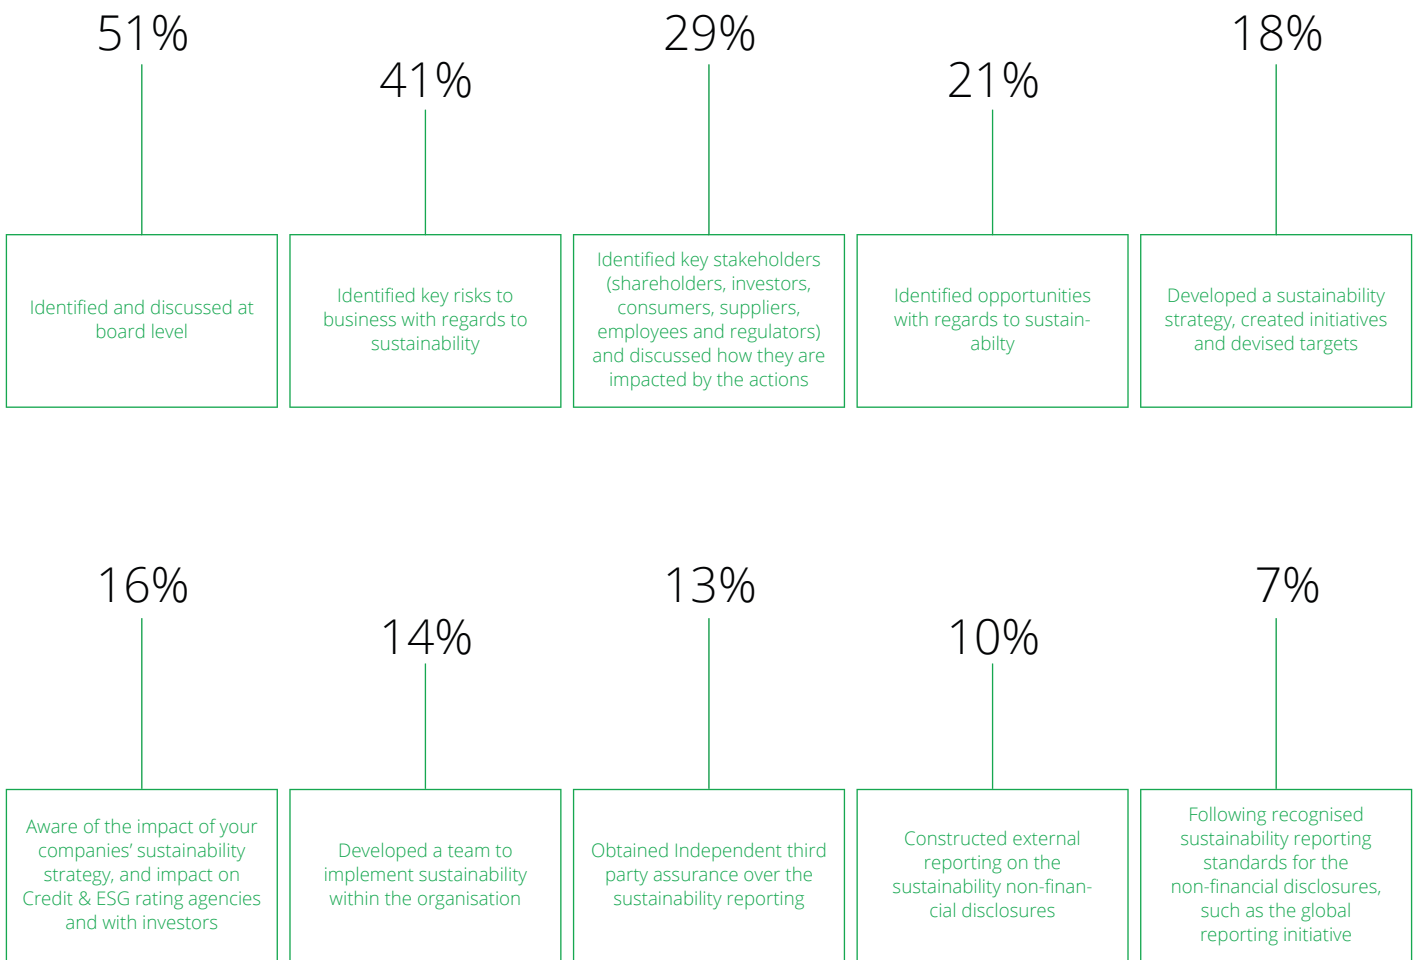 51%
Identified and discussed at
board level
41%
Identified key risks to
business with regards to
sustainability
29%
Identified key stakeholders
(shareholders, investors,
consumers, suppliers,
employees and regulators)
and discussed how they are
impacted by the actions
21%
Identified opportunities
with regards to sustain-
abilty
18%
Developed a sustainability
strategy, created initiatives
and devised targets
16%
Aware of the impact of your
companies’ sustainability
strategy, and impact on
Credit & ESG rating agencies
and with investors
14%
Developed a team to
implement sustainability
within the organisation
13%
Obtained Independent third
party assurance over the
sustainability reporting
10%
Constructed external
reporting on the
sustainability non-finan-
cial disclosures
7%
Following recognised
sustainability reporting
standards for the
non-financial disclosures,
such as the global
reporting initiative